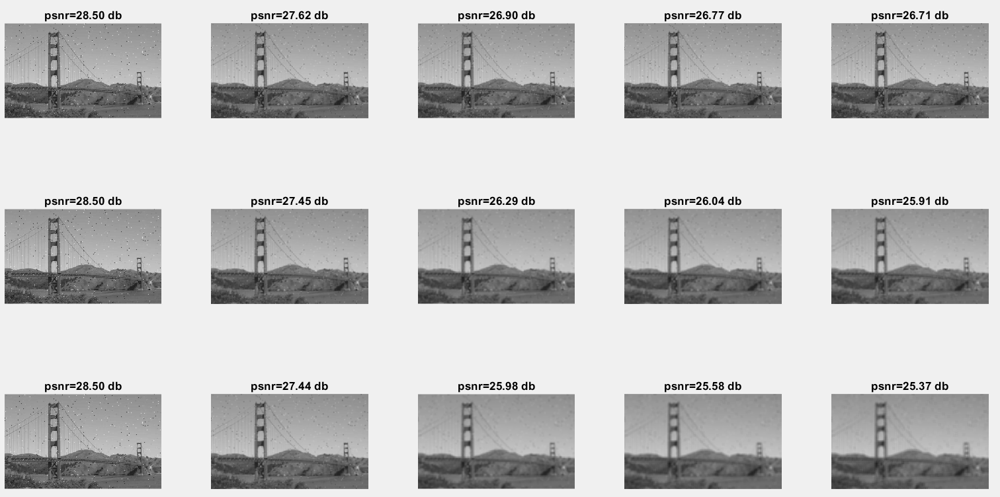 psnr=28.50 db psnr=27.62 db psnr=26.90 db psnr=26.77 db psnr=26.71 db
psnr=28.50 db psnr=27.45 db psnr=26.29 db psnr=26.04 db psnr=25.91 db
psnr=28.50 db psnr=27.44 db psnr=25.98 db psnr=25.58 db psnr=25.37 db